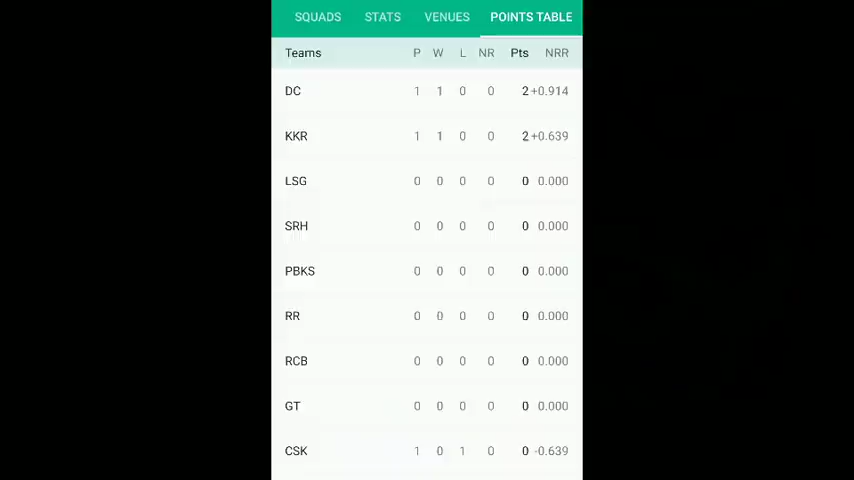 SQUADS STATS VENUES POINTS TABLE
Teams P W L NR Pts NRR
DC 1 1 0 0 2 +0.914
KKR 1 1 0 0 2 +0.639
LSG 0 0 0 0 0 0.000
SRH 0 0 0 0 0 0.000
PBKS 0 0 0 0 0 0.000
RR 0 0 0 0 0 0.000
RCB 0 0 0 0 0 0.000
GT 0 0 0 0 0 0.000
CSK 1 0 1 0 0 -0.639